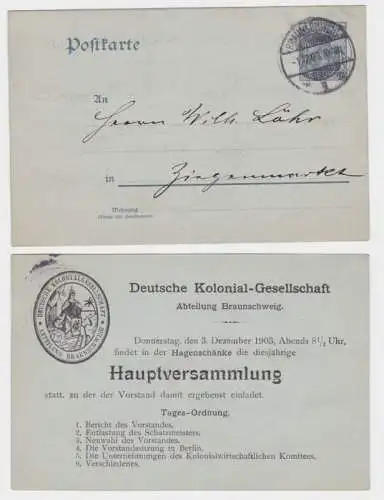 Postkarte
An
Herrn Wilh. Löhr
in Ziegenmarkt
Wohnung
Deutsche Kolonial-Gesellschaft
Abteilung Braunschweig.
Donnerstag, den 3. Dezember 1903, Abends 8½ Uhr,
findet in der Hagenschänke die diesjährige
Hauptversammlung
statt, zu der der Vorstand damit ergebenst einladet.
Tages-Ordnung.
1. Bericht des Vorstandes.
2. Entlastung des Schatzmeisters.
3. Neuwahl des Vorstandes.
4. Die Vorstandssitzung in Berlin.
5. Die Unternehmungen des Kolonialwirtschaftlichen Komitees.
6. Verschiedenes.